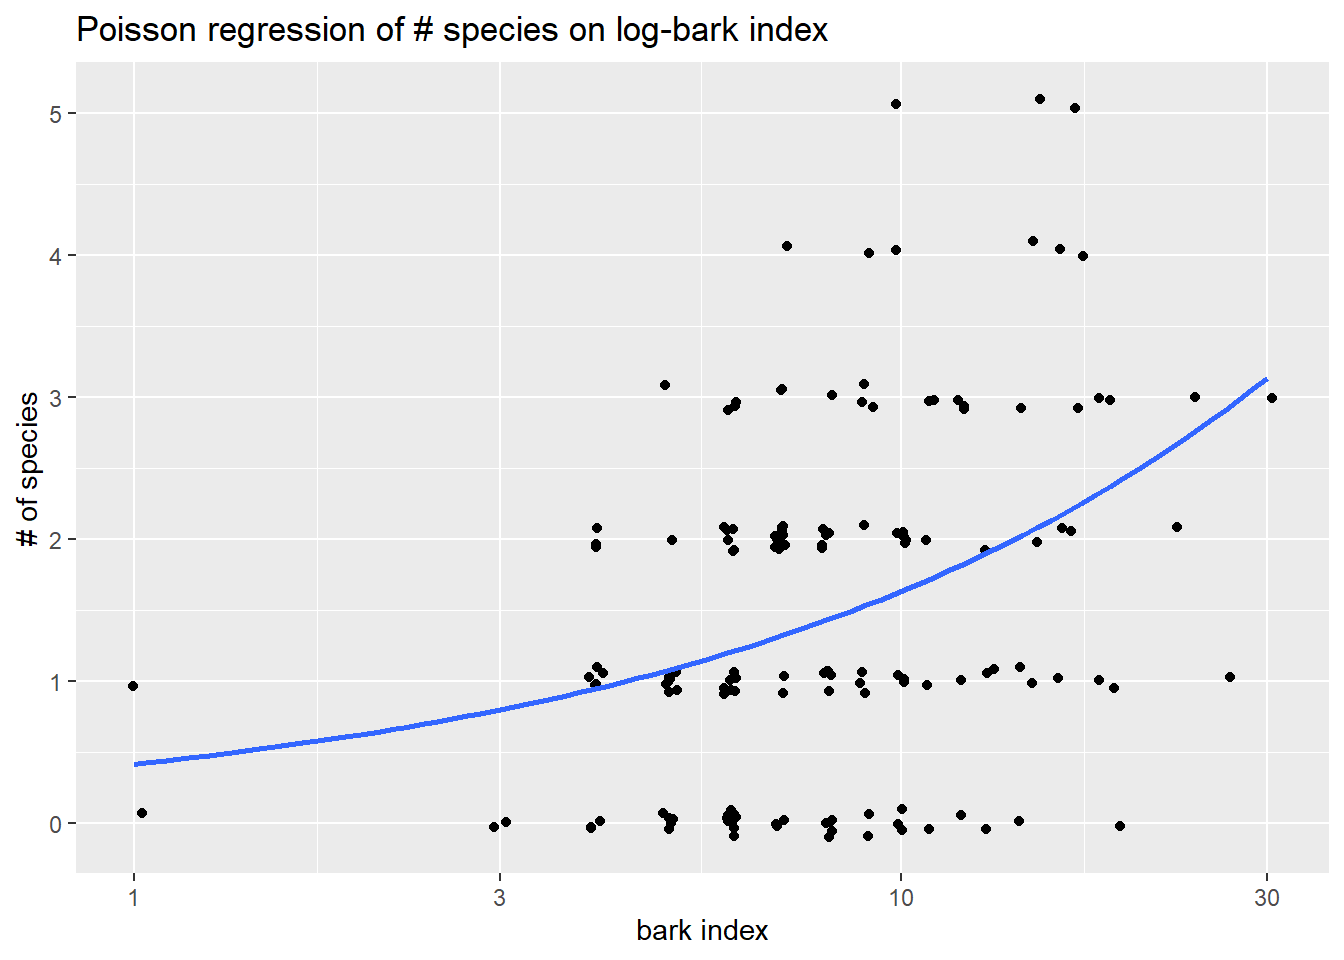 Poisson regression of # species on log-bark index
# of species
5
4
3
2
1
0
1 3 10 30
bark index